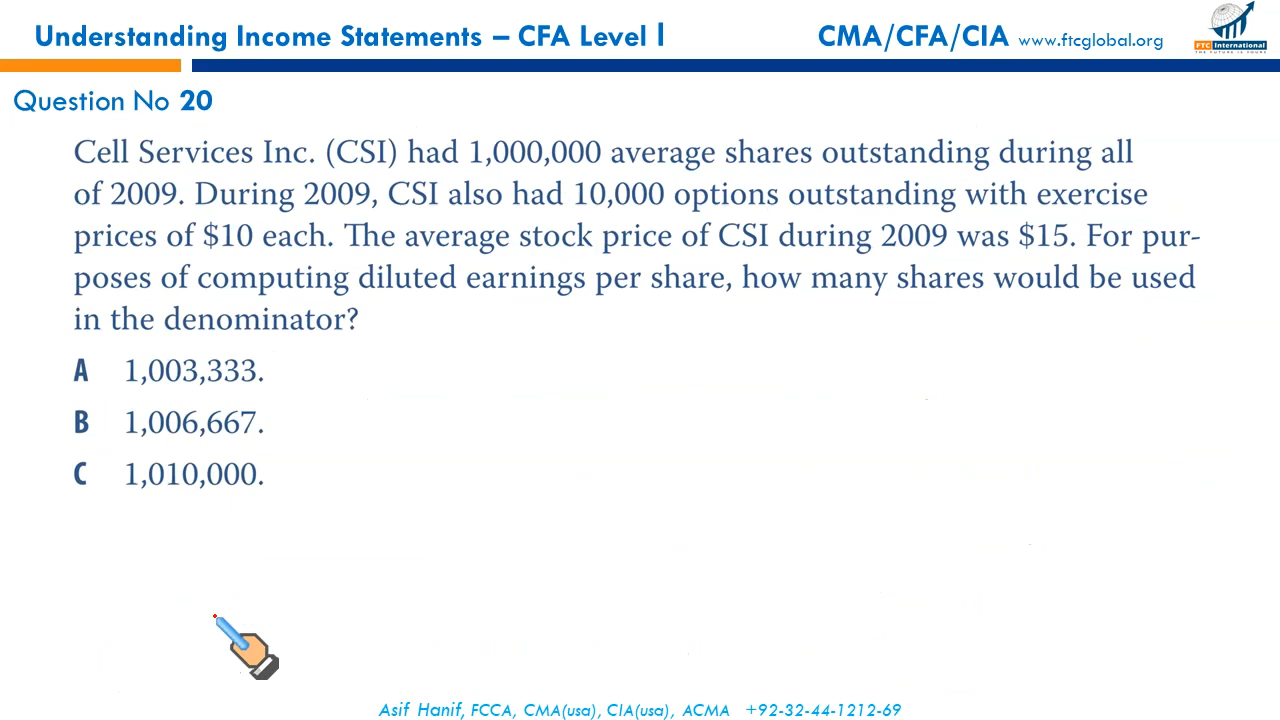 Understanding Income Statements – CFA Level I
CMA/CFA/CIA www.ftcglobal.org
FTC International
THE FUTURE IS YOURS
Question No 20
Cell Services Inc. (CSI) had 1,000,000 average shares outstanding during all
of 2009. During 2009, CSI also had 10,000 options outstanding with exercise
prices of $10 each. The average stock price of CSI during 2009 was $15. For pur-
poses of computing diluted earnings per share, how many shares would be used
in the denominator?
A 1,003,333.
B 1,006,667.
C 1,010,000.
Asif Hanif, FCCA, CMA(usa), CIA(usa), ACMA +92-32-44-1212-69